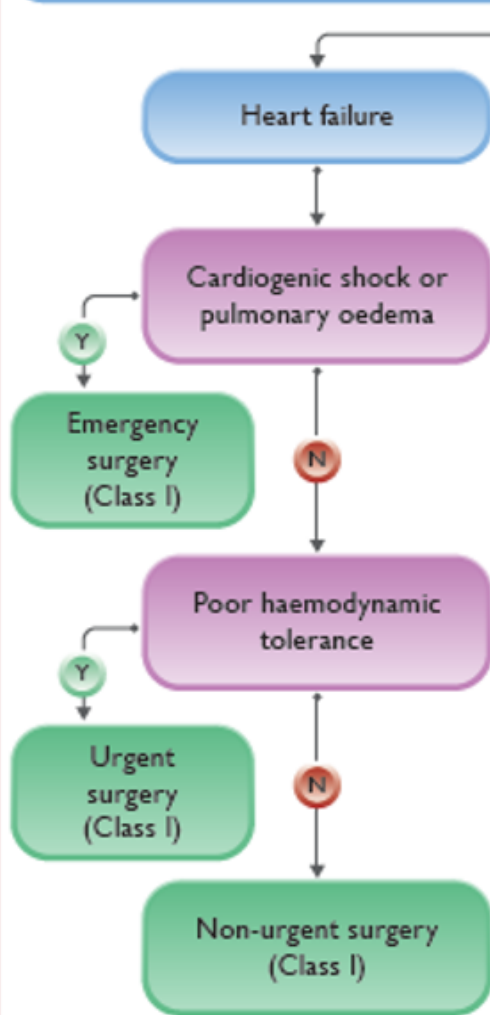 Heart failure
Cardiogenic shock or
pulmonary oedema
Y
Emergency
surgery
(Class I)
N
Poor haemodynamic
tolerance
Y
Urgent
surgery
(Class I)
N
Non-urgent surgery
(Class I)